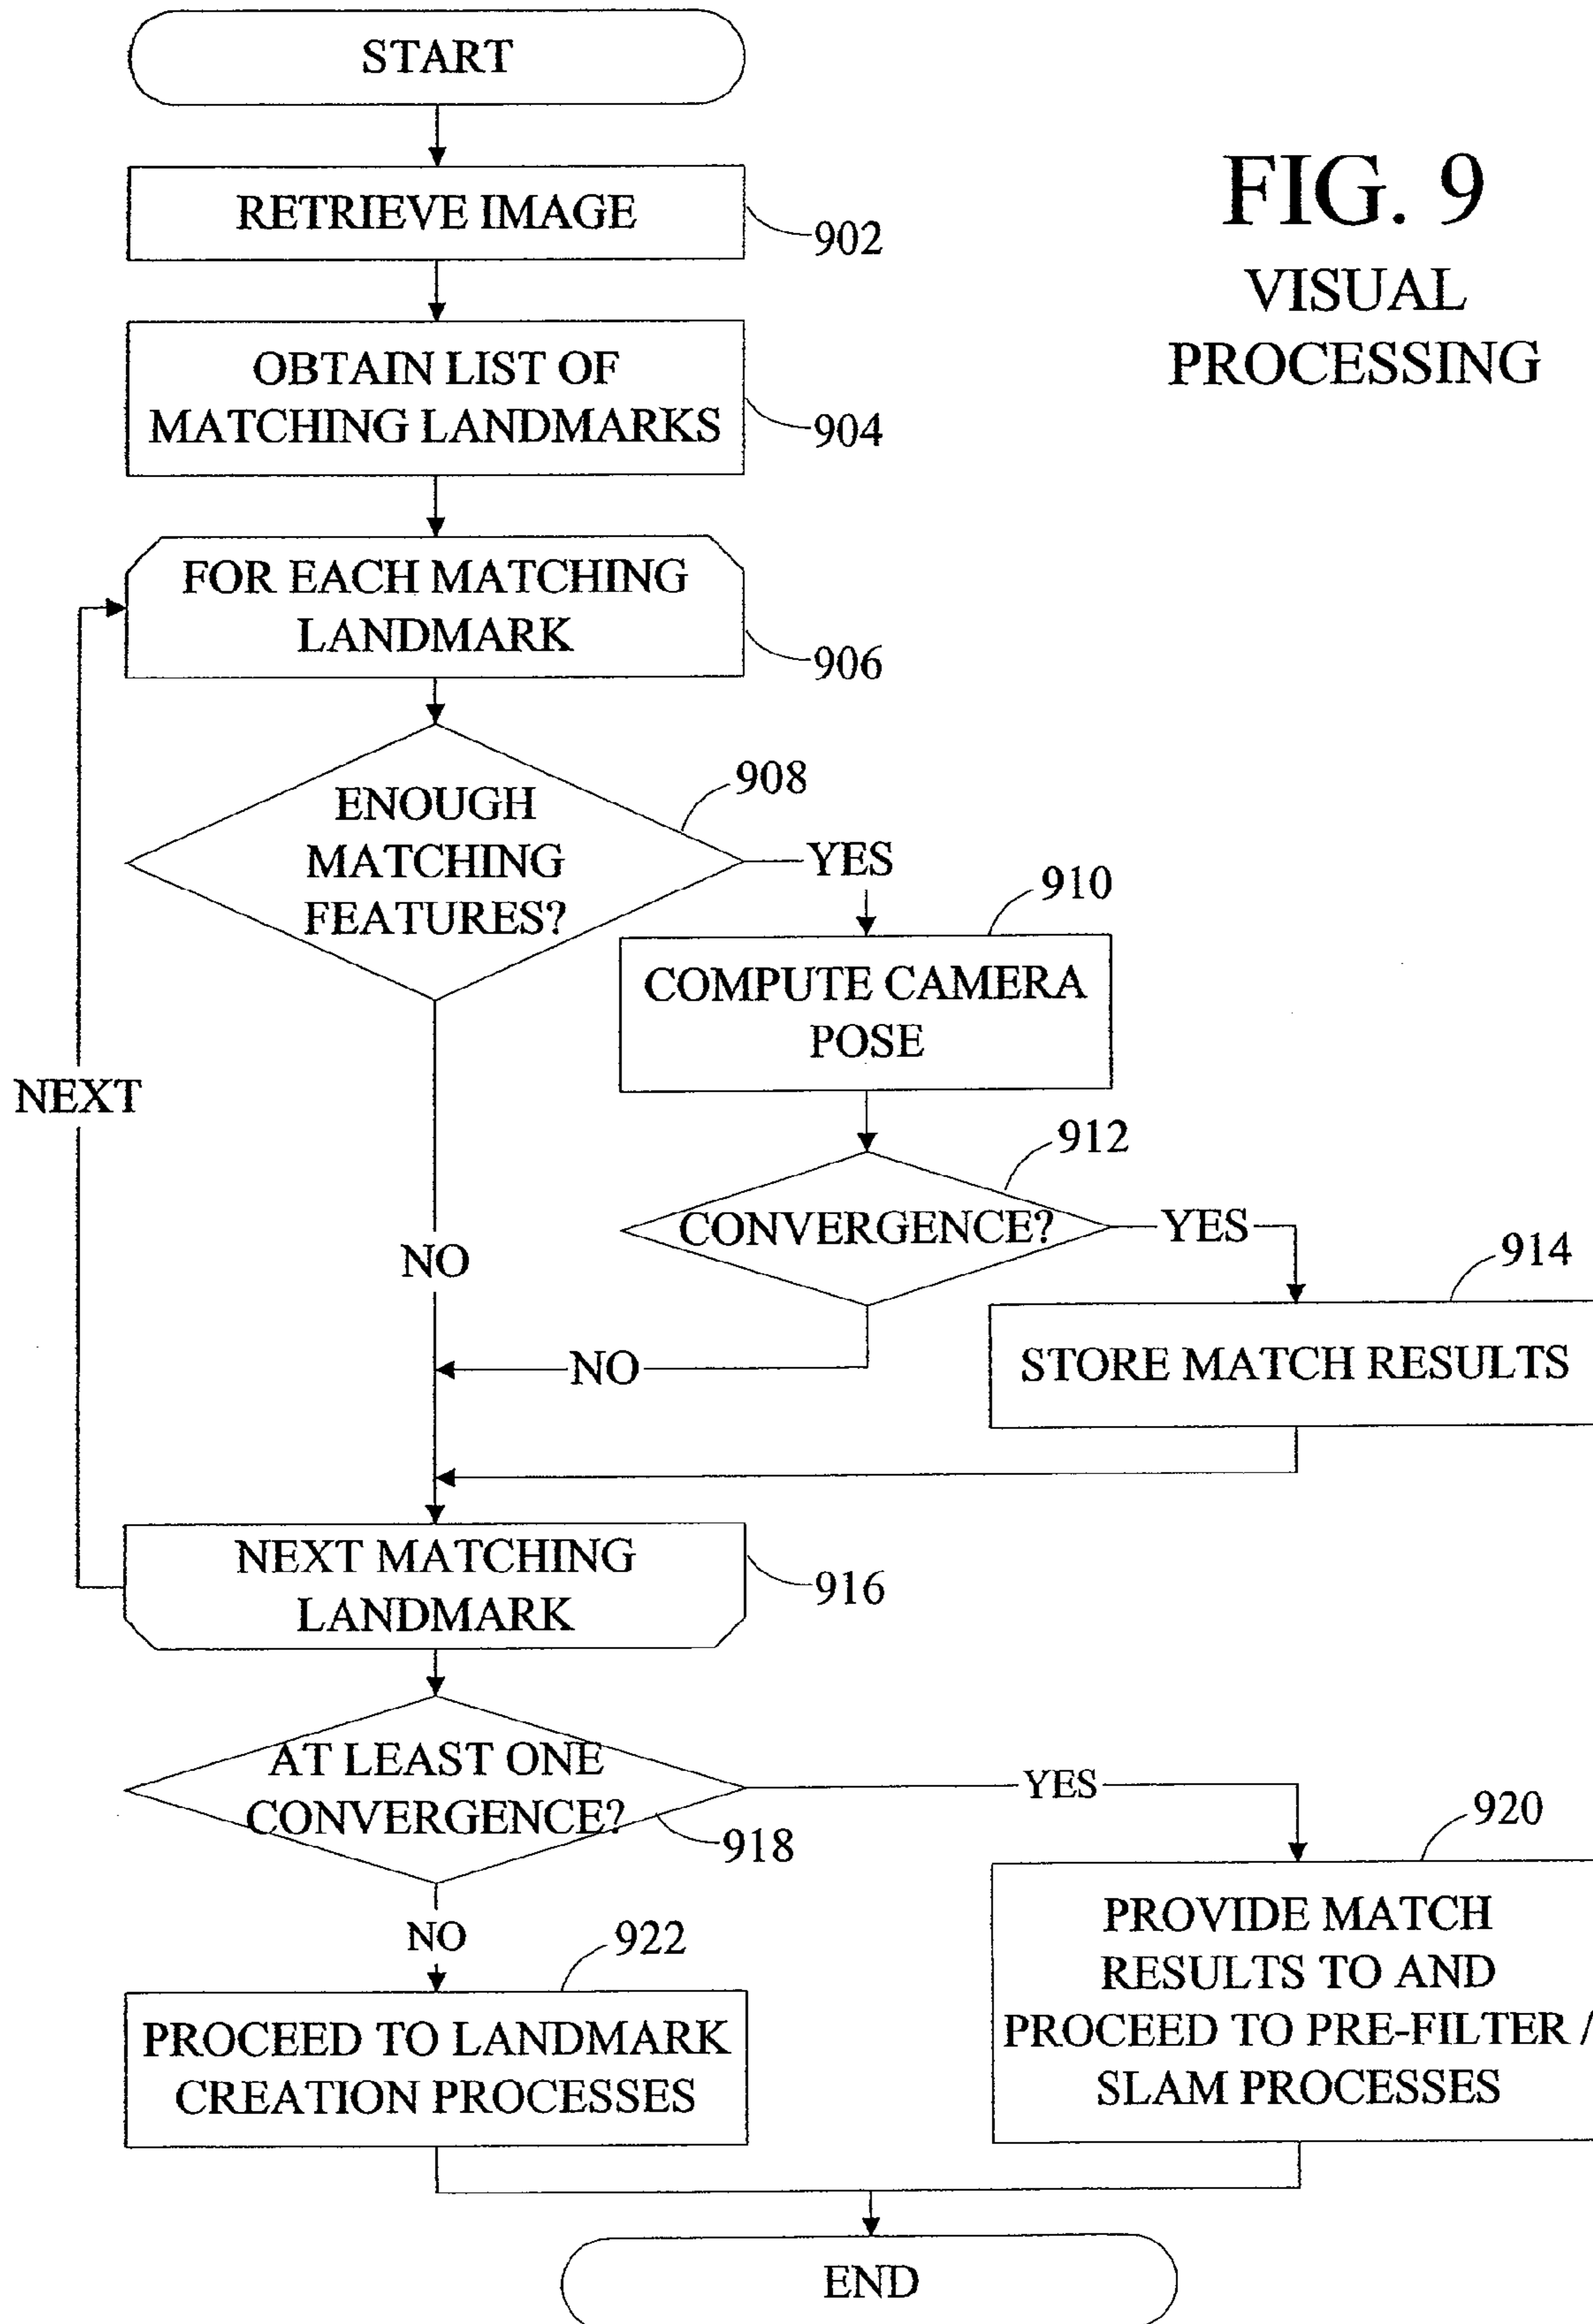 START
FIG. 9
VISUAL
PROCESSING
RETRIEVE IMAGE
902
OBTAIN LIST OF
MATCHING LANDMARKS
904
FOR EACH MATCHING
LANDMARK
906
ENOUGH
MATCHING
FEATURES?
908
YES
910
COMPUTE CAMERA
POSE
NEXT
912
CONVERGENCE?
YES
NO
914
STORE MATCH RESULTS
NO
NEXT MATCHING
LANDMARK
916
AT LEAST ONE
CONVERGENCE?
918
YES
920
PROVIDE MATCH
RESULTS TO AND
PROCEED TO PRE-FILTER /
SLAM PROCESSES
NO
922
PROCEED TO LANDMARK
CREATION PROCESSES
END